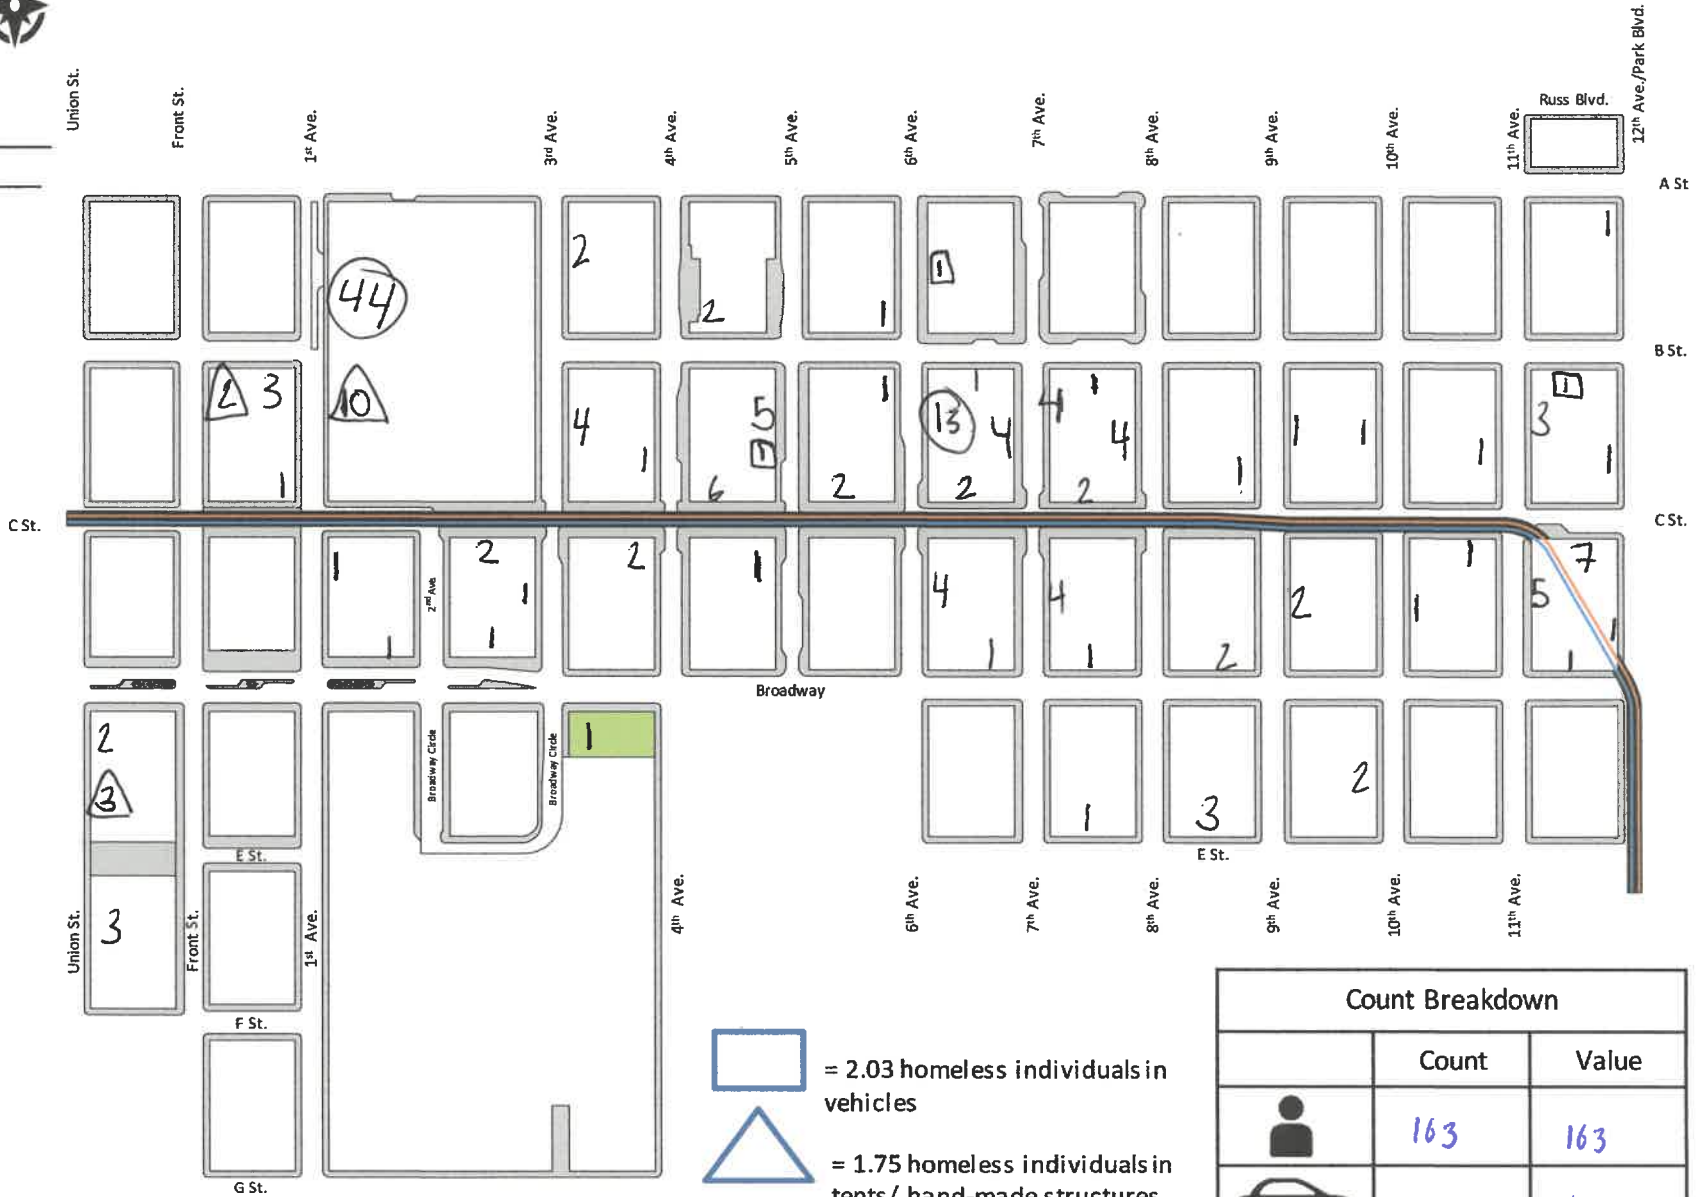 Union St.
Front St.
1st Ave.
3rd Ave.
4th Ave.
5th Ave.
6th Ave.
7th Ave.
8th Ave.
9th Ave.
10th Ave.
11th Ave.
Russ Blvd.
12th Ave./Park Blvd.
A St
1
2
44
2
1
1
B St.
2 3
10
4
1
1
5
6
1
2
1
13
4
2
4
1
4
2
1
1 1
1
1
3
1
C St.
C St.
1
1
2nd Ave
2
1
1
2
1
4
1
4
1
2
2
1
1
7
5
1
1
Broadway
2
3
3
Broadway Circle
Broadway Circle
1
1
3
2
E St.
E St.
Union St.
Front St.
1st Ave.
4th Ave.
6th Ave.
7th Ave.
8th Ave.
9th Ave.
10th Ave.
11th Ave.
F St.
G St.
= 2.03 homeless individuals in
vehicles
= 1.75 homeless individuals in
tents/ hand-made structures
Count Breakdown
Count Value
163 163